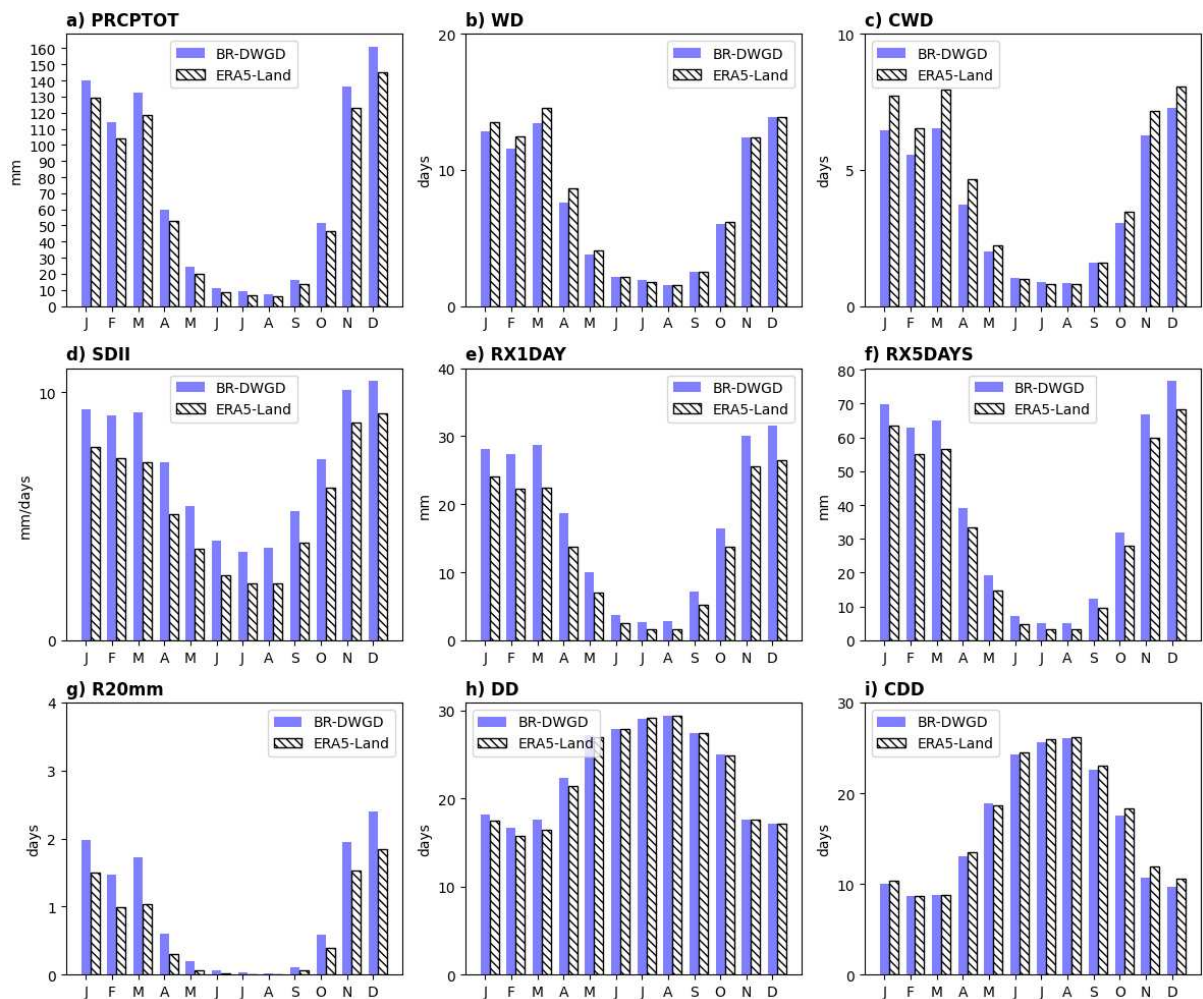 a) PRCPTOT
mm
160
150
140
130
120
110
100
90
80
70
60
50
40
30
20
10
0
BR-DWGD
ERA5-Land
J F M A M J J A S O N D
b) WD
days
20
10
0
BR-DWGD
ERA5-Land
J F M A M J J A S O N D
c) CWD
days
10
5
0
BR-DWGD
ERA5-Land
J F M A M J J A S O N D
d) SDII
mm/days
10
0
BR-DWGD
ERA5-Land
J F M A M J J A S O N D
e) RX1DAY
mm
40
30
20
10
0
BR-DWGD
ERA5-Land
J F M A M J J A S O N D
f) RX5DAYS
mm
80
70
60
50
40
30
20
10
0
BR-DWGD
ERA5-Land
J F M A M J J A S O N D
g) R20mm
days
4
3
2
1
0
BR-DWGD
ERA5-Land
J F M A M J J A S O N D
h) DD
days
30
20
10
0
BR-DWGD
ERA5-Land
J F M A M J J A S O N D
i) CDD
days
30
20
10
0
BR-DWGD
ERA5-Land
J F M A M J J A S O N D